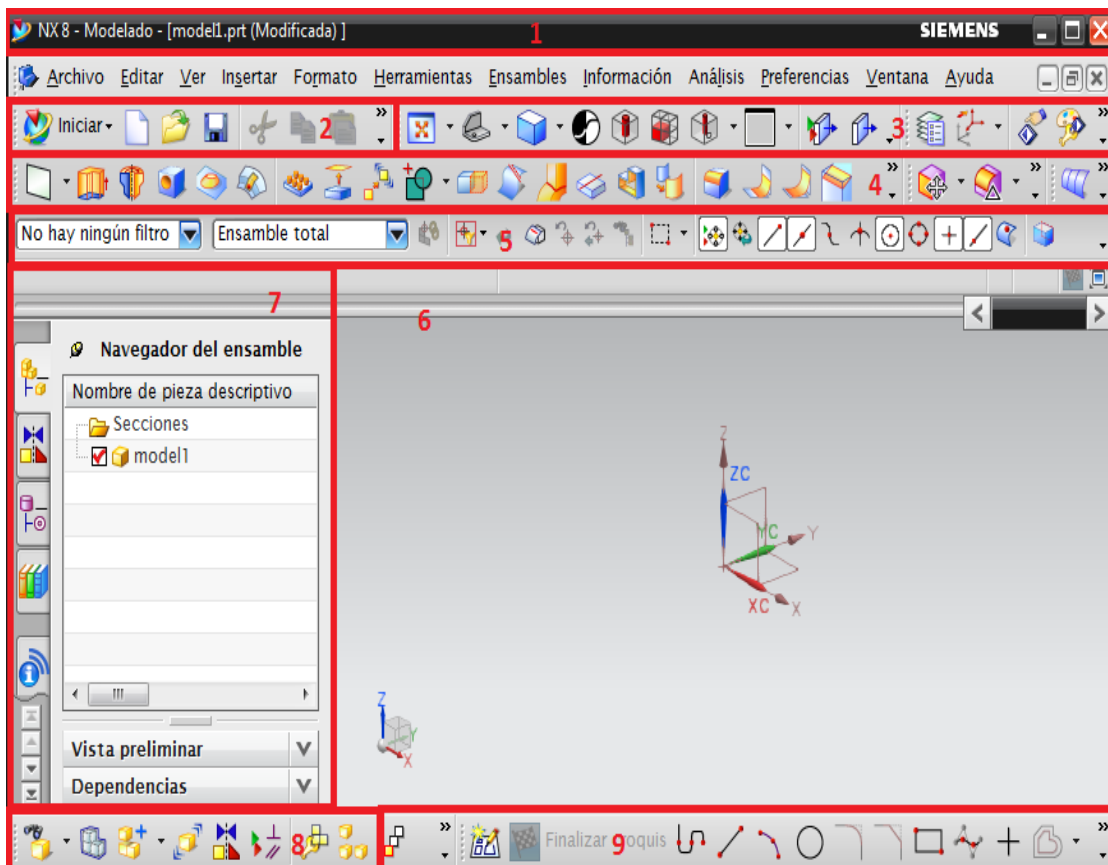 NX 8 - Modelado - [model1.prt (Modificada) ] 1 SIEMENS
Archivo Editar Ver Insertar Formato Herramientas Ensambles Información Análisis Preferencias Ventana Ayuda
Iniciar 2 » 3 »
4 » » »
No hay ningún filtro Ensamble total 5
7
6
Navegador del ensamble
Nombre de pieza descriptivo
Secciones
model1
Z
ZC
YC Y
XC X
Z
Y
X
Vista preliminar
Dependencias
8 » Finalizar croquis 9 »